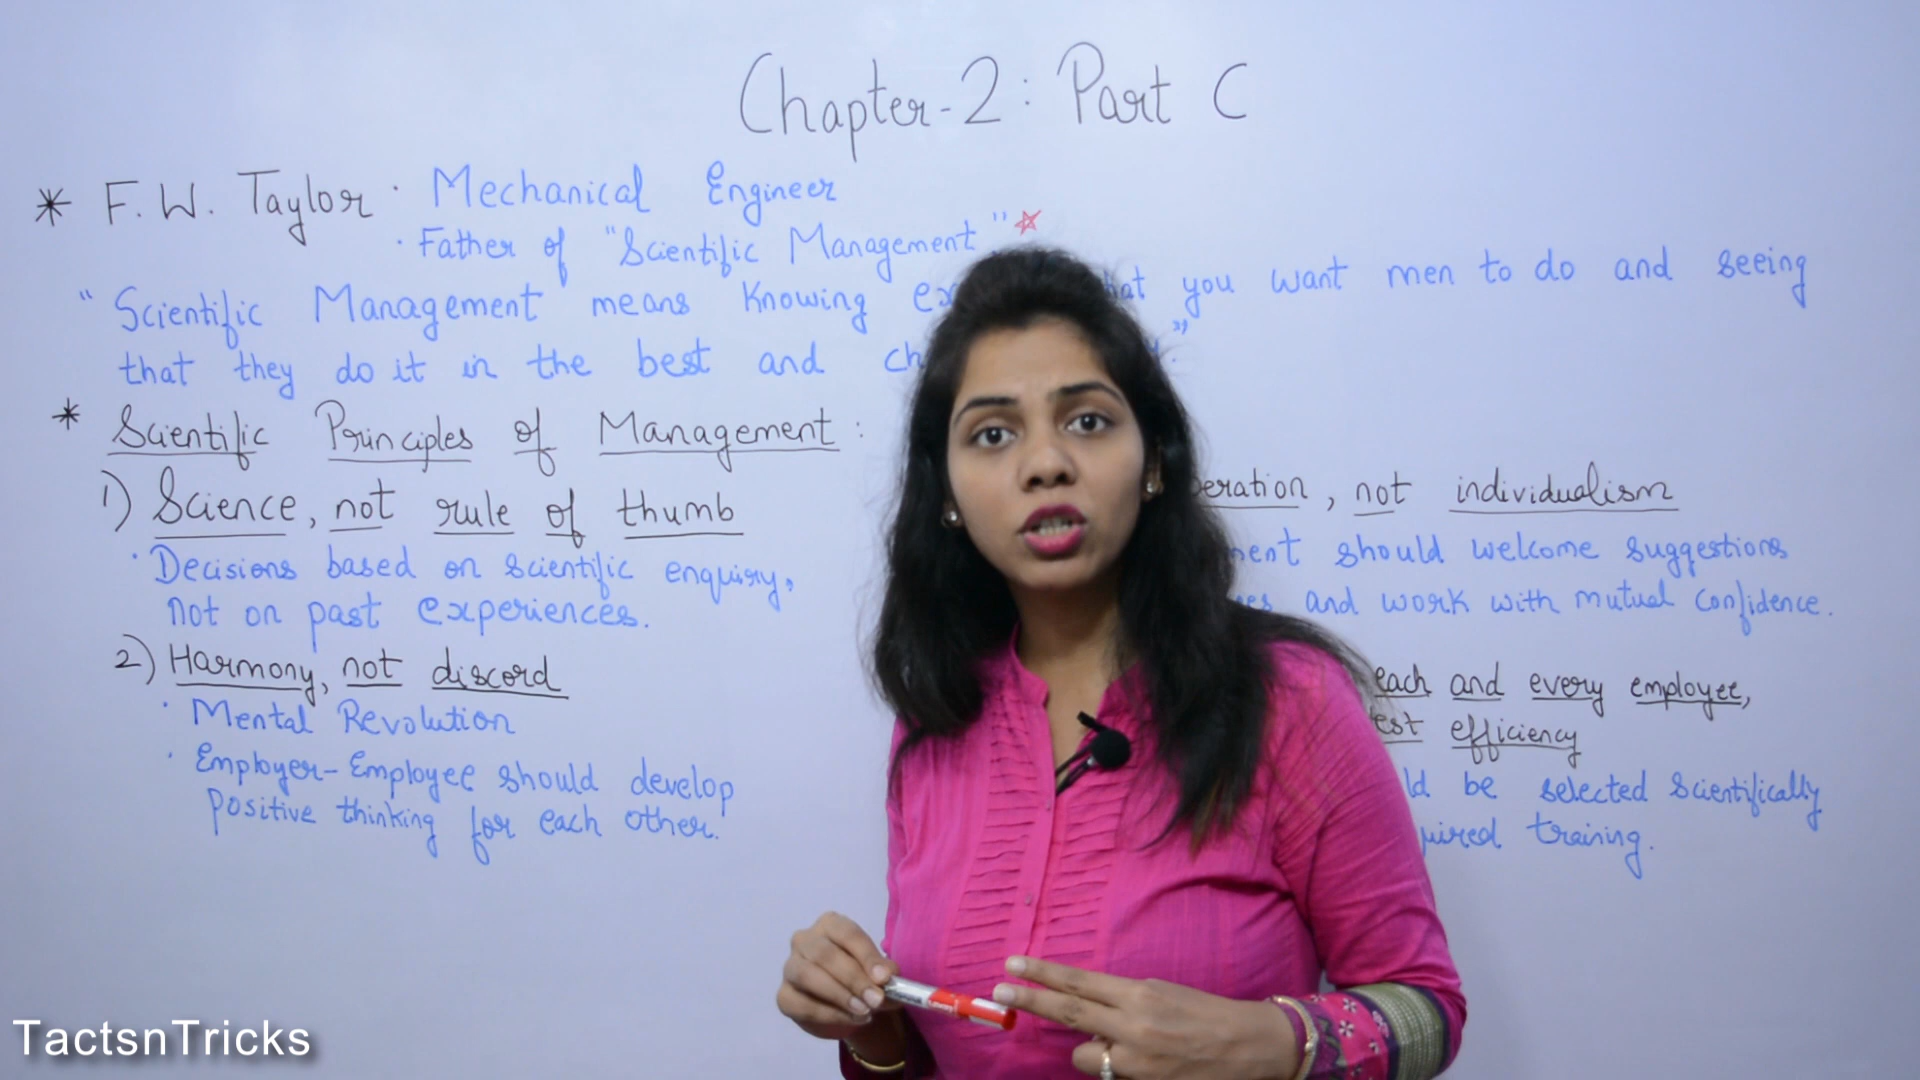 Chapter-2: Part C
* F. W. Taylor · Mechanical Engineer
· Father of "Scientific Management" ☆
"Scientific Management means Knowing you want men to do and seeing
that they do it in the best and
* Scientific Principles of Management:
1) Science, not rule of thumb
· Decisions based on scientific enquiry,
not on past experiences.
2) Harmony, not discord
· Mental Revolution
· Employer-Employee should develop
positive thinking for each other.
, not individualism
should welcome suggestions
and work with mutual confidence.
each and every employee,
efficiency
be selected scientifically
training.
TactsnTricks